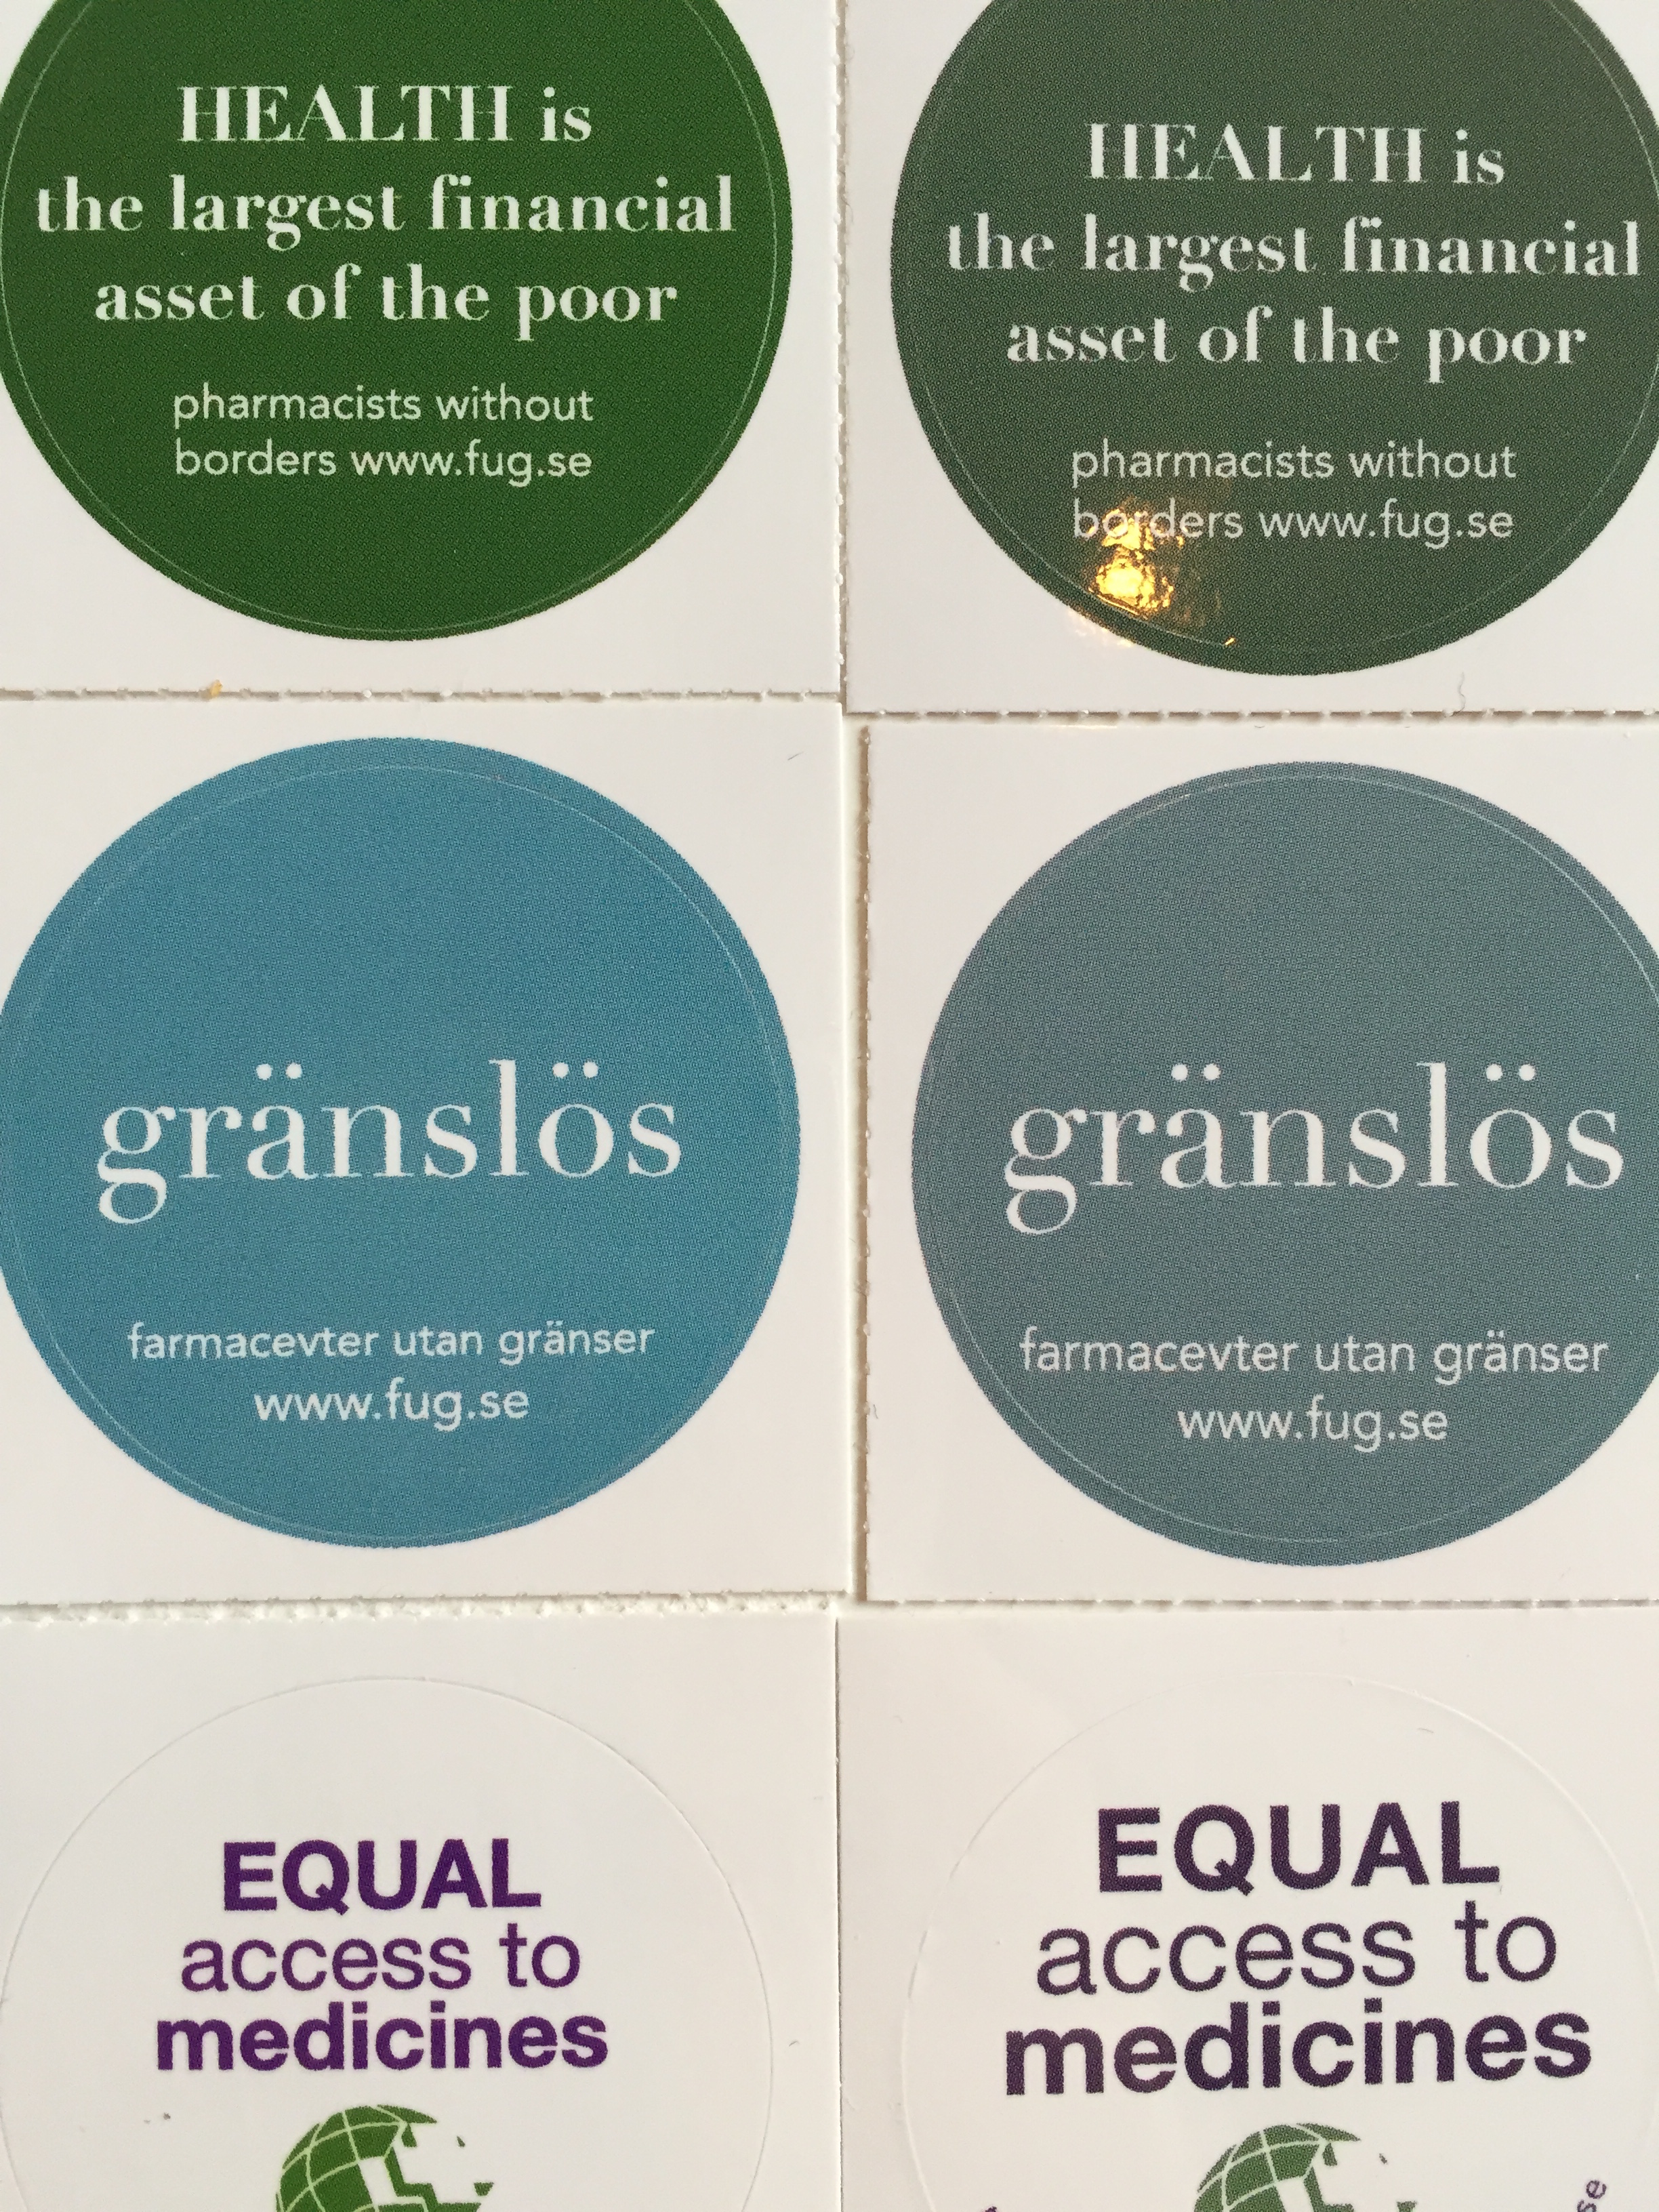 HEALTH is
the largest financial
asset of the poor
pharmacists without
borders www.fug.se
HEALTH is
the largest financial
asset of the poor
pharmacists without
borders www.fug.se
gränslös
farmacevter utan gränser
www.fug.se
gränslös
farmacevter utan gränser
www.fug.se
EQUAL
access to
medicines
EQUAL
access to
medicines